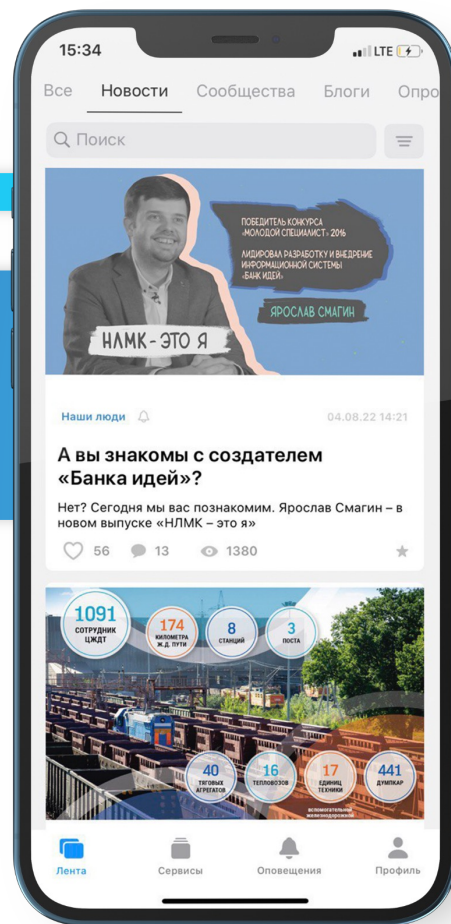 15:34
LTE
Все Новости Сообщества Блоги Опро
Поиск
ПОБЕДИТЕЛЬ КОНКУРСА
«МОЛОДОЙ СПЕЦИАЛИСТ» 2016
ЛИДИРОВАЛ РАЗРАБОТКУ И ВНЕДРЕНИЕ
ИНФОРМАЦИОННОЙ СИСТЕМЫ
«БАНК ИДЕЙ»
ЯРОСЛАВ СМАГИН
НЛМК - ЭТО Я
Наши люди
04.08.22 14:21
А вы знакомы с создателем
«Банка идей»?
Нет? Сегодня мы вас познакомим. Ярослав Смагин – в
новом выпуске «НЛМК – это я»
56 13 1380
1091
СОТРУДНИК
ЦЖДТ
174
КИЛОМЕТРА
Ж.Д. ПУТИ
8
СТАНЦИЙ
3
ПОСТА
40
ТЯГОВЫХ
АГРЕГАТОВ
16
ТЕПЛОВОЗОВ
17
ЕДИНИЦ
ТЕХНИКИ
441
ДУМПКАР
вспомогательной
железнодорожной
Лента Сервисы Оповещения Профиль